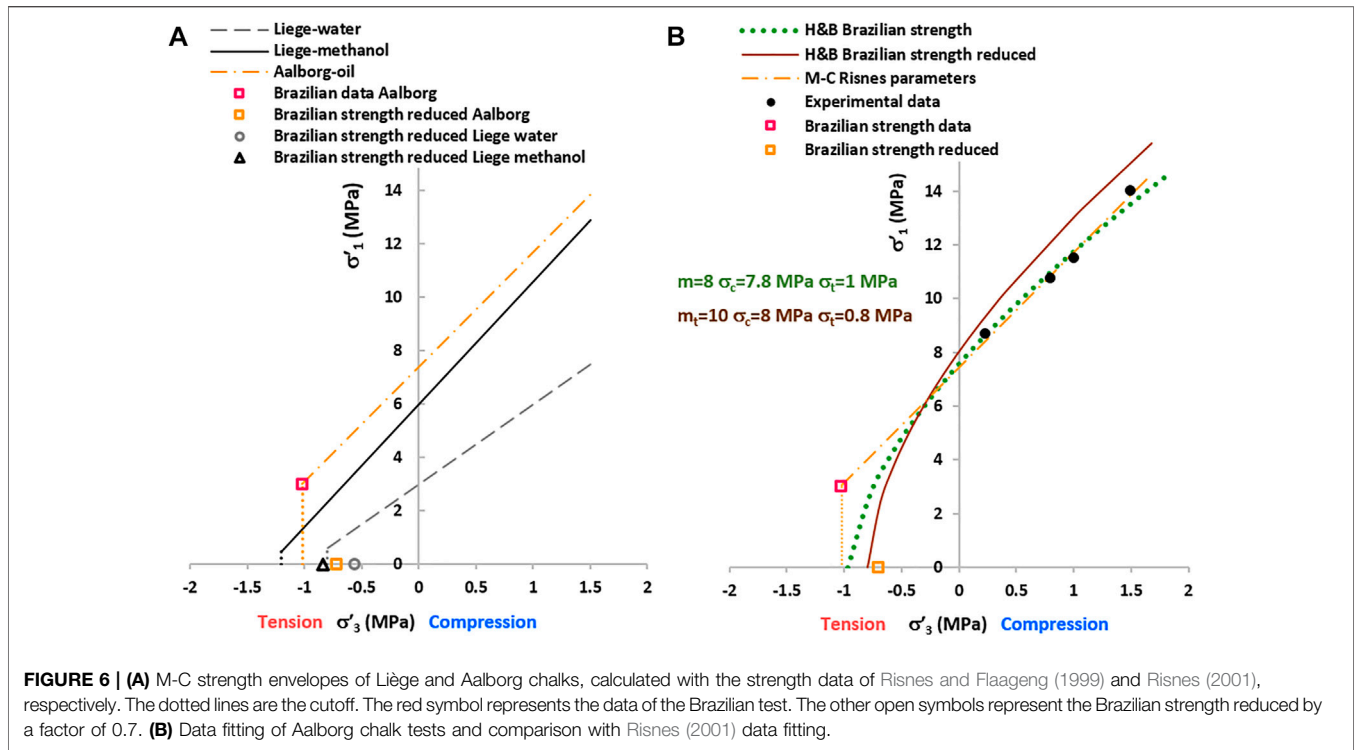 A
Liege-water
Liege-methanol
Aalborg-oil
Brazilian data Aalborg
Brazilian strength reduced Aalborg
Brazilian strength reduced Liege water
Brazilian strength reduced Liege methanol
σ'1 (MPa)
14
12
10
8
6
4
2
0
-2 -1.5 -1 -0.5 0 0.5 1 1.5 2
Tension σ'3 (MPa) Compression
B
H&B Brazilian strength
H&B Brazilian strength reduced
M-C Risnes parameters
Experimental data
Brazilian strength data
Brazilian strength reduced
σ'1 (MPa)
14
12
10
8
6
4
2
0
m=8 σc=7.8 MPa σt=1 MPa
mt=10 σc=8 MPa σt=0.8 MPa
-2 -1.5 -1 -0.5 0 0.5 1 1.5 2
Tension σ'3 (MPa) Compression
FIGURE 6 | (A) M-C strength envelopes of Liège and Aalborg chalks, calculated with the strength data of Risnes and Flaageng (1999) and Risnes (2001),
respectively. The dotted lines are the cutoff. The red symbol represents the data of the Brazilian test. The other open symbols represent the Brazilian strength reduced by
a factor of 0.7. (B) Data fitting of Aalborg chalk tests and comparison with Risnes (2001) data fitting.